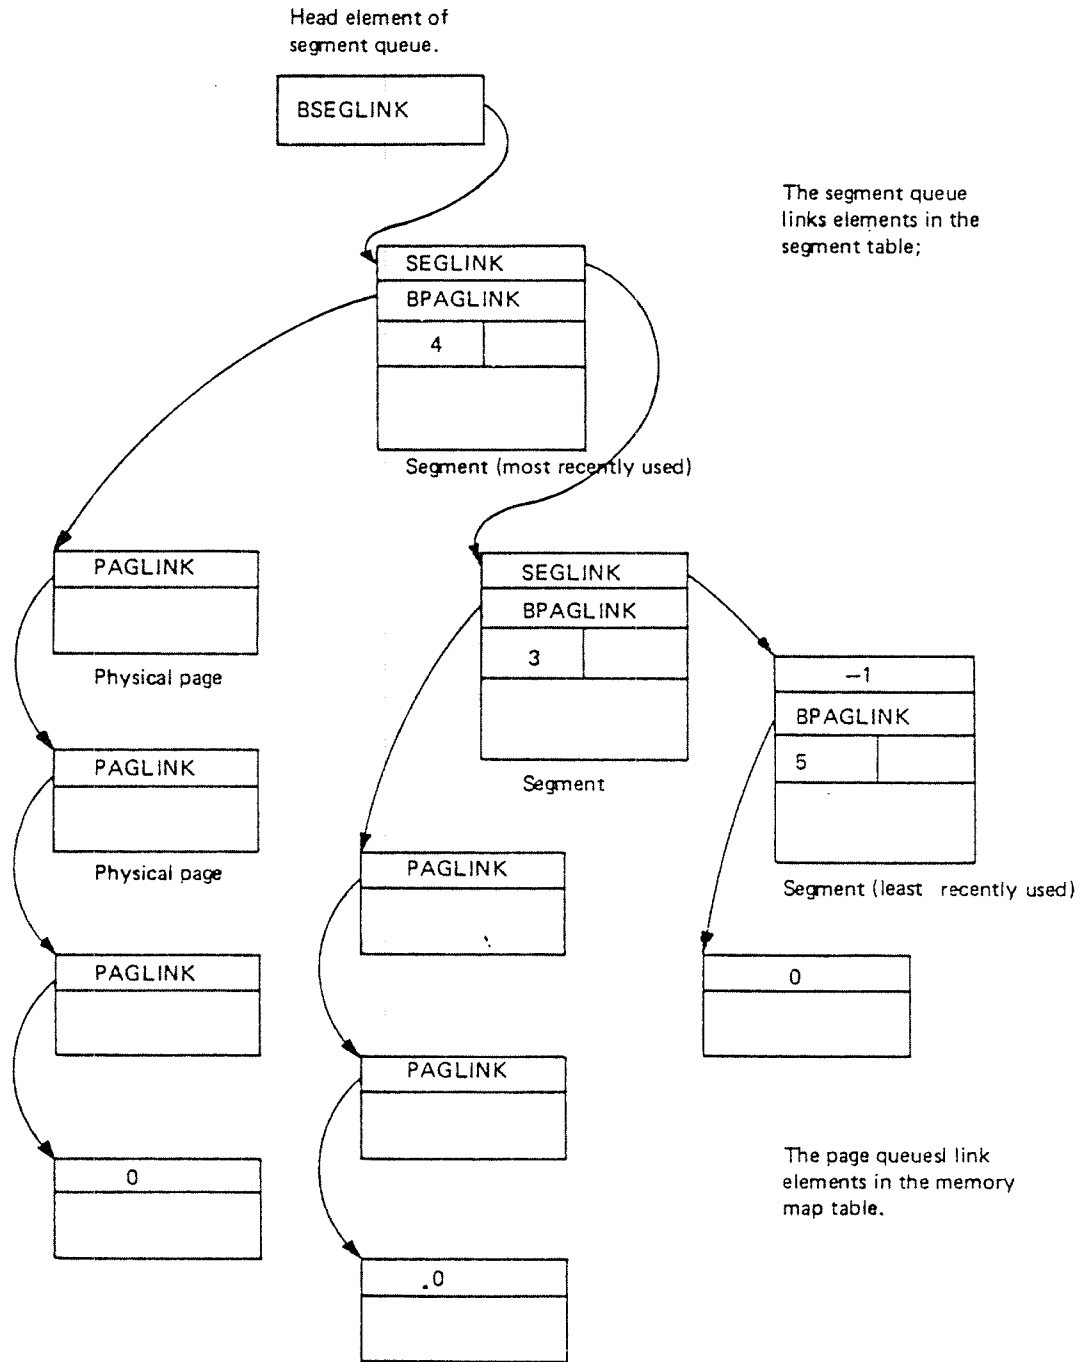 Head element of
segment queue.
BSEGLINK
The segment queue
links elements in the
segment table;
SEGLINK
BPAGLINK
4
Segment (most recently used)
PAGLINK
Physical page
SEGLINK
BPAGLINK
3
Segment
−1
BPAGLINK
5
Segment (least recently used)
PAGLINK
Physical page
PAGLINK
PAGLINK
0
PAGLINK
0
The page queuesl link
elements in the memory
map table.
0